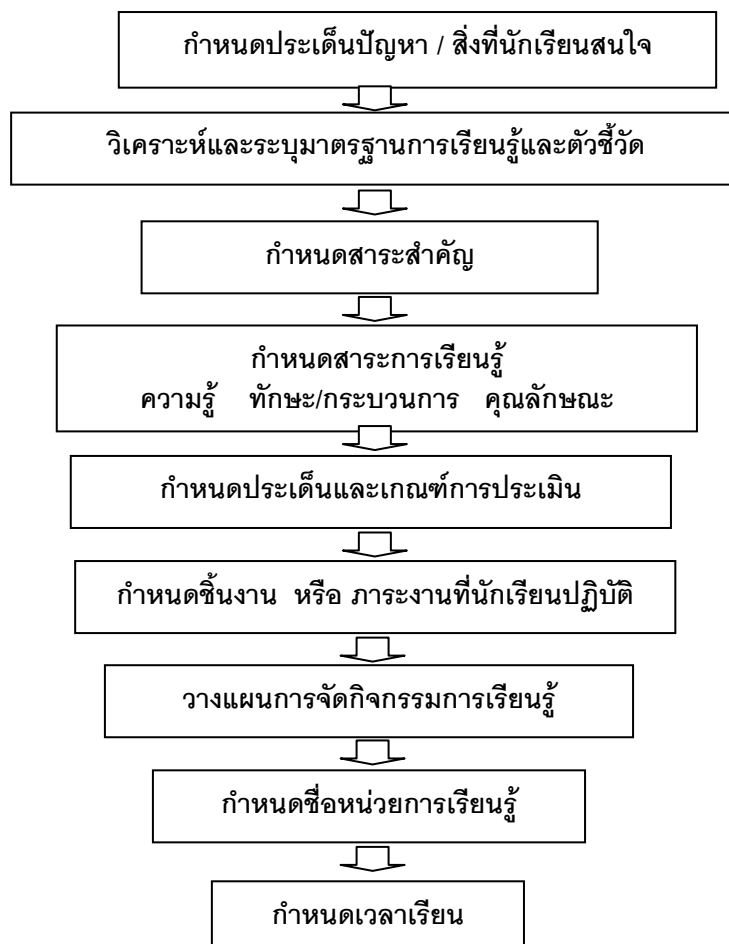 กำหนดประเด็นปัญหา / สิ่งที่นักเรียนสนใจ
วิเคราะห์และระบุมาตรฐานการเรียนรู้และตัวชี้วัด
กำหนดสาระสำคัญ
กำหนดสาระการเรียนรู้
ความรู้ ทักษะ/กระบวนการ คุณลักษณะ
กำหนดประเด็นและเกณฑ์การประเมิน
กำหนดชิ้นงาน หรือ ภาระงานที่นักเรียนปฏิบัติ
วางแผนการจัดกิจกรรมการเรียนรู้
กำหนดชื่อหน่วยการเรียนรู้
กำหนดเวลาเรียน